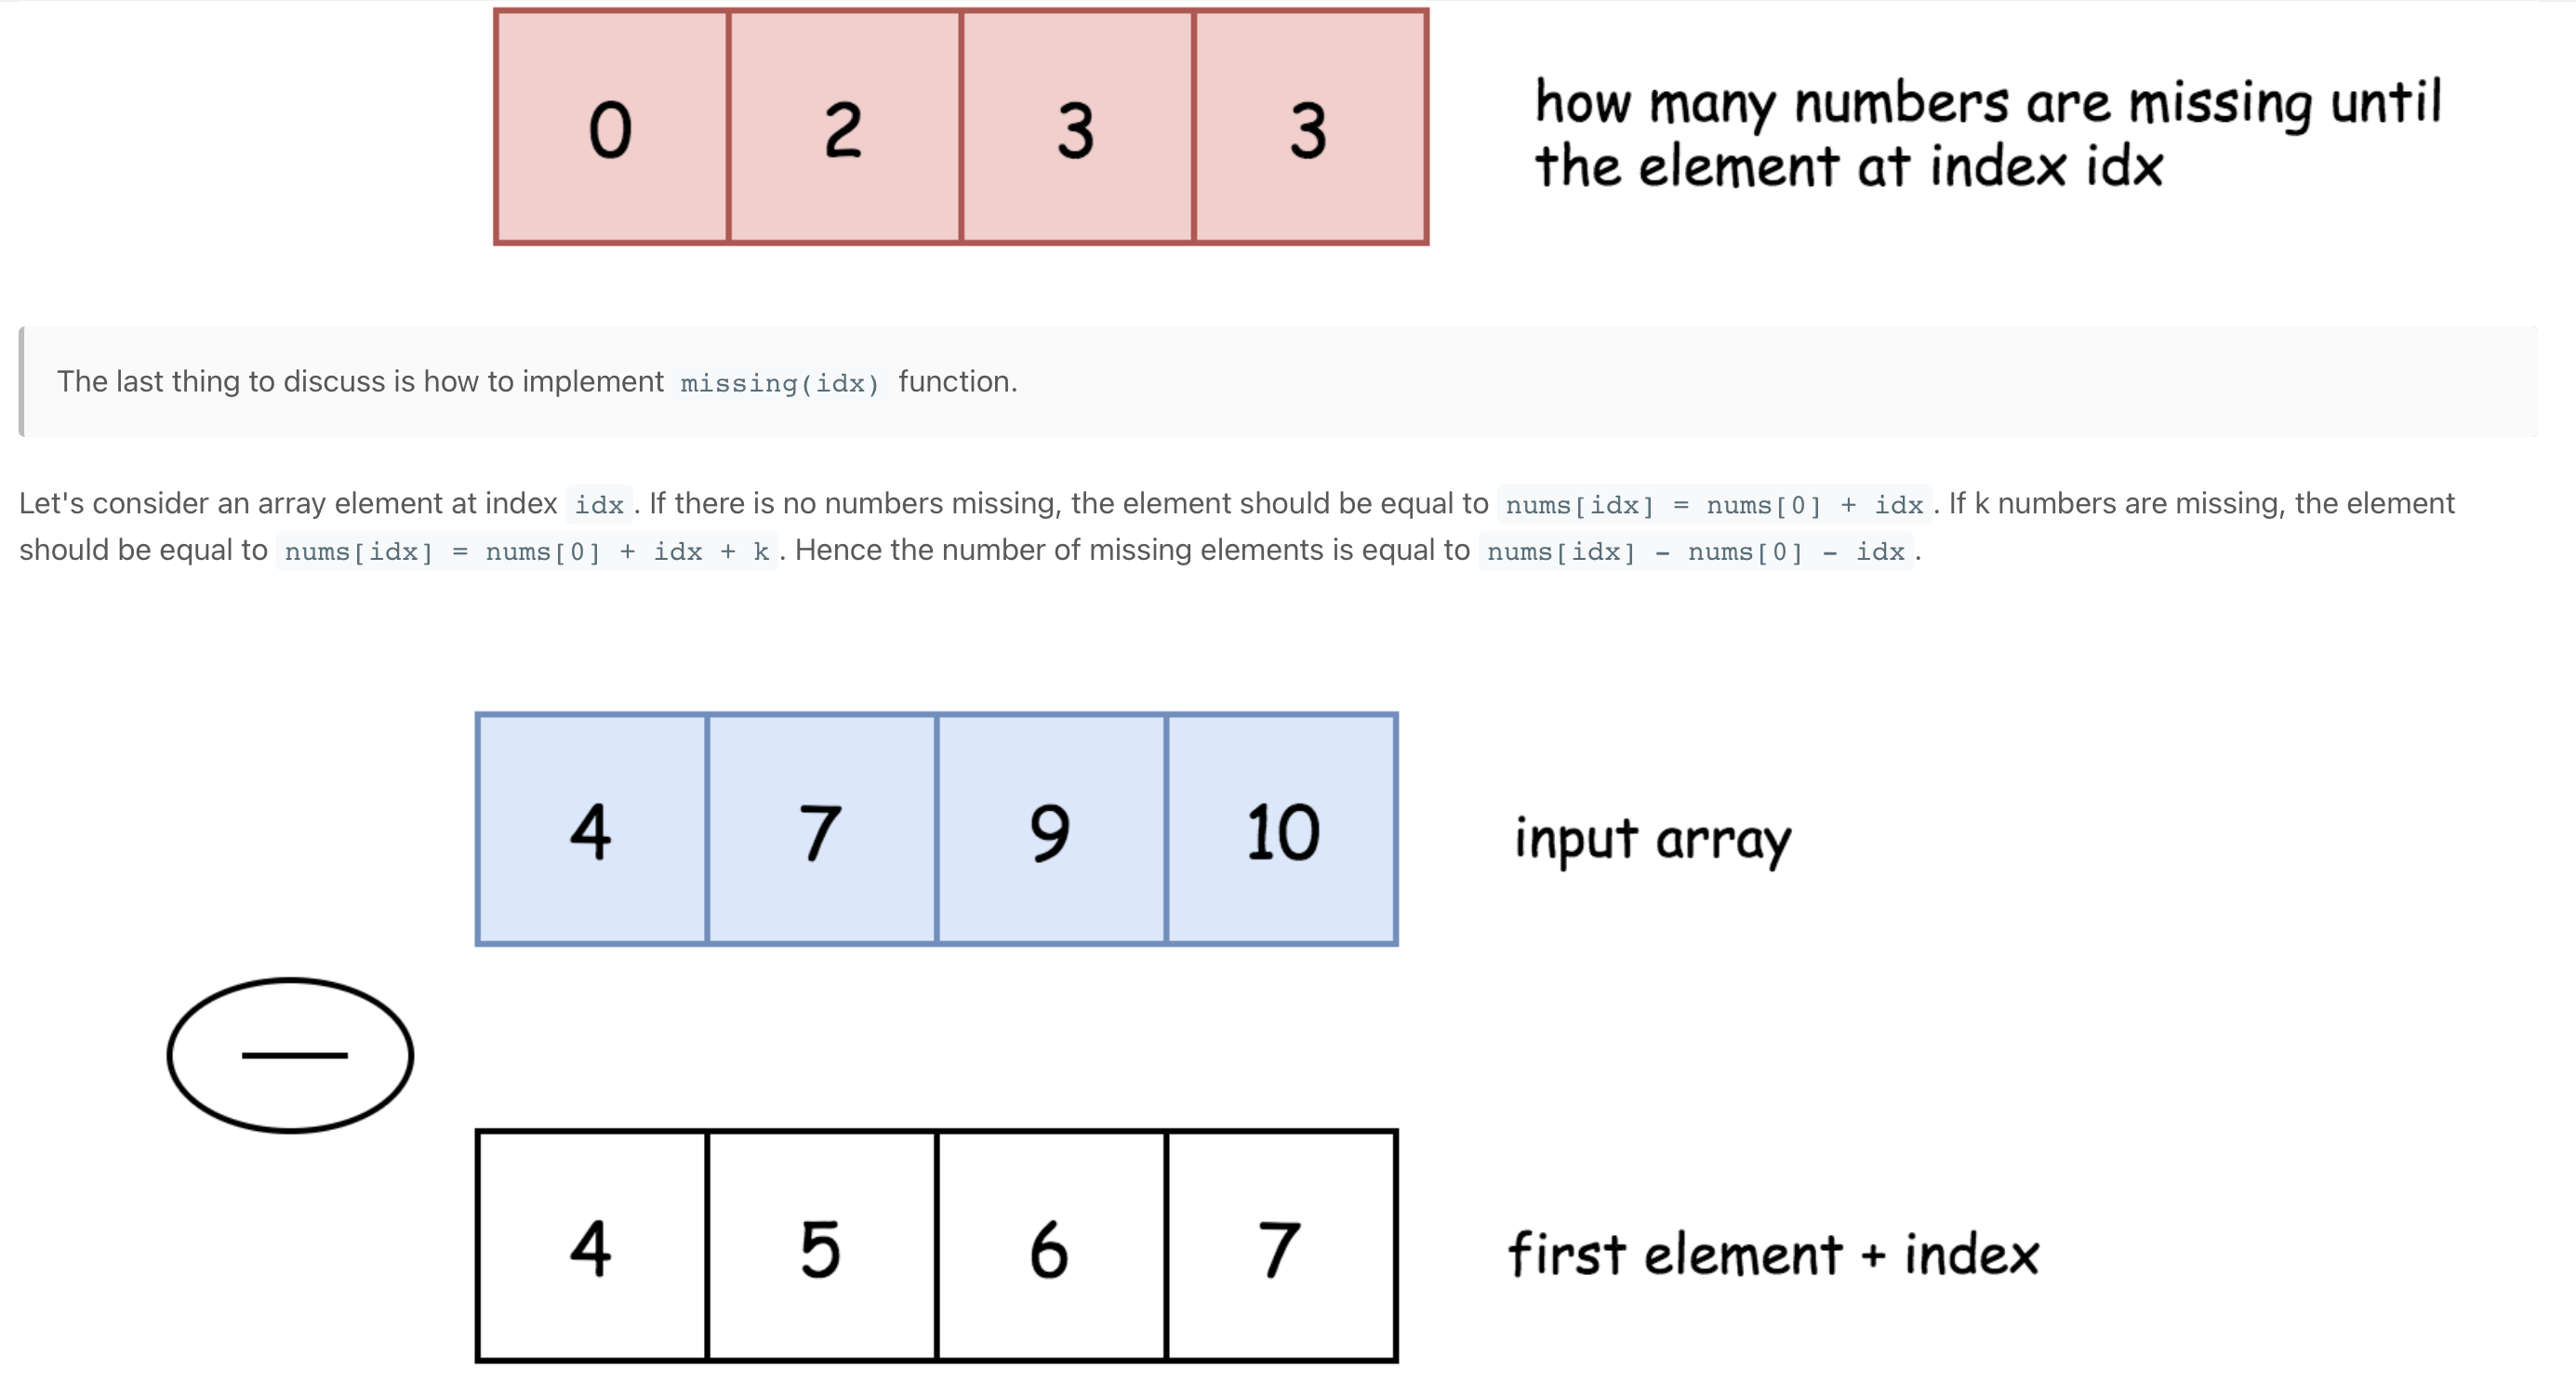 0 2 3 3
how many numbers are missing until
the element at index idx
The last thing to discuss is how to implement missing(idx) function.
Let's consider an array element at index idx. If there is no numbers missing, the element should be equal to nums[idx] = nums[0] + idx. If k numbers are missing, the element
should be equal to nums[idx] = nums[0] + idx + k. Hence the number of missing elements is equal to nums[idx] - nums[0] - idx.
4 7 9 10
input array
—
4 5 6 7
first element + index